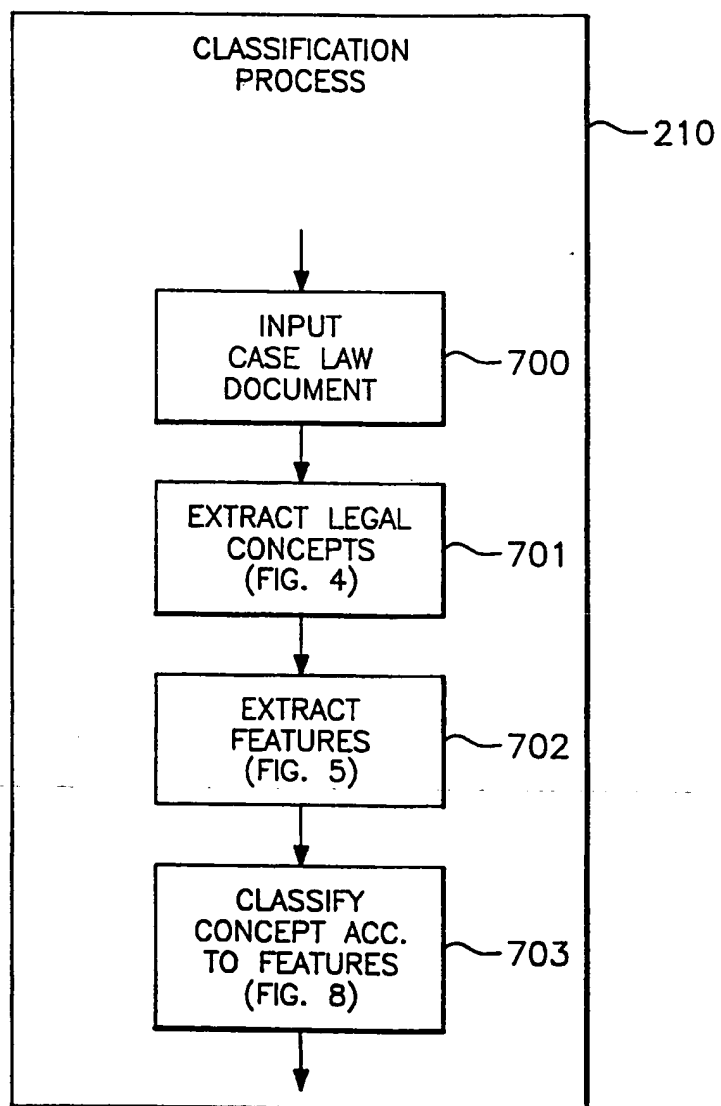 CLASSIFICATION
PROCESS
210
INPUT
CASE LAW
DOCUMENT
700
EXTRACT LEGAL
CONCEPTS
(FIG. 4)
701
EXTRACT
FEATURES
(FIG. 5)
702
CLASSIFY
CONCEPT ACC.
TO FEATURES
(FIG. 8)
703